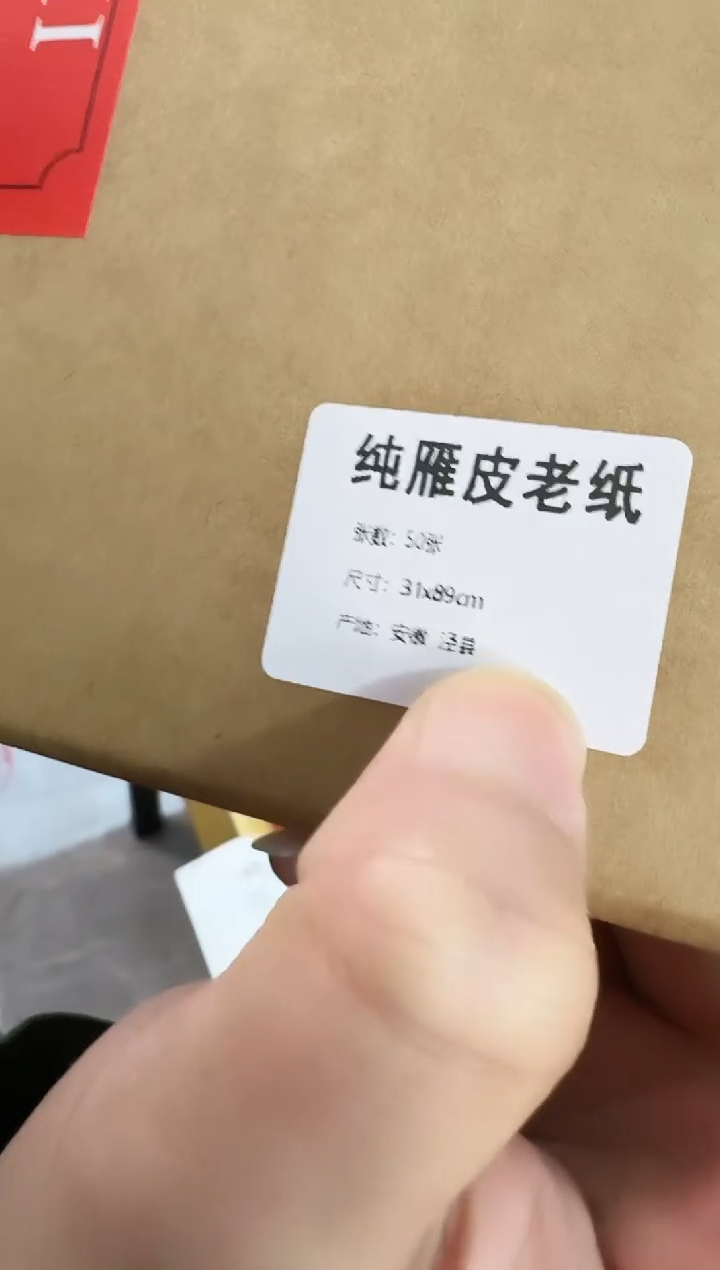 纯雁皮老纸
张数：50张
尺寸：31x89cm
产地：安徽 泾县